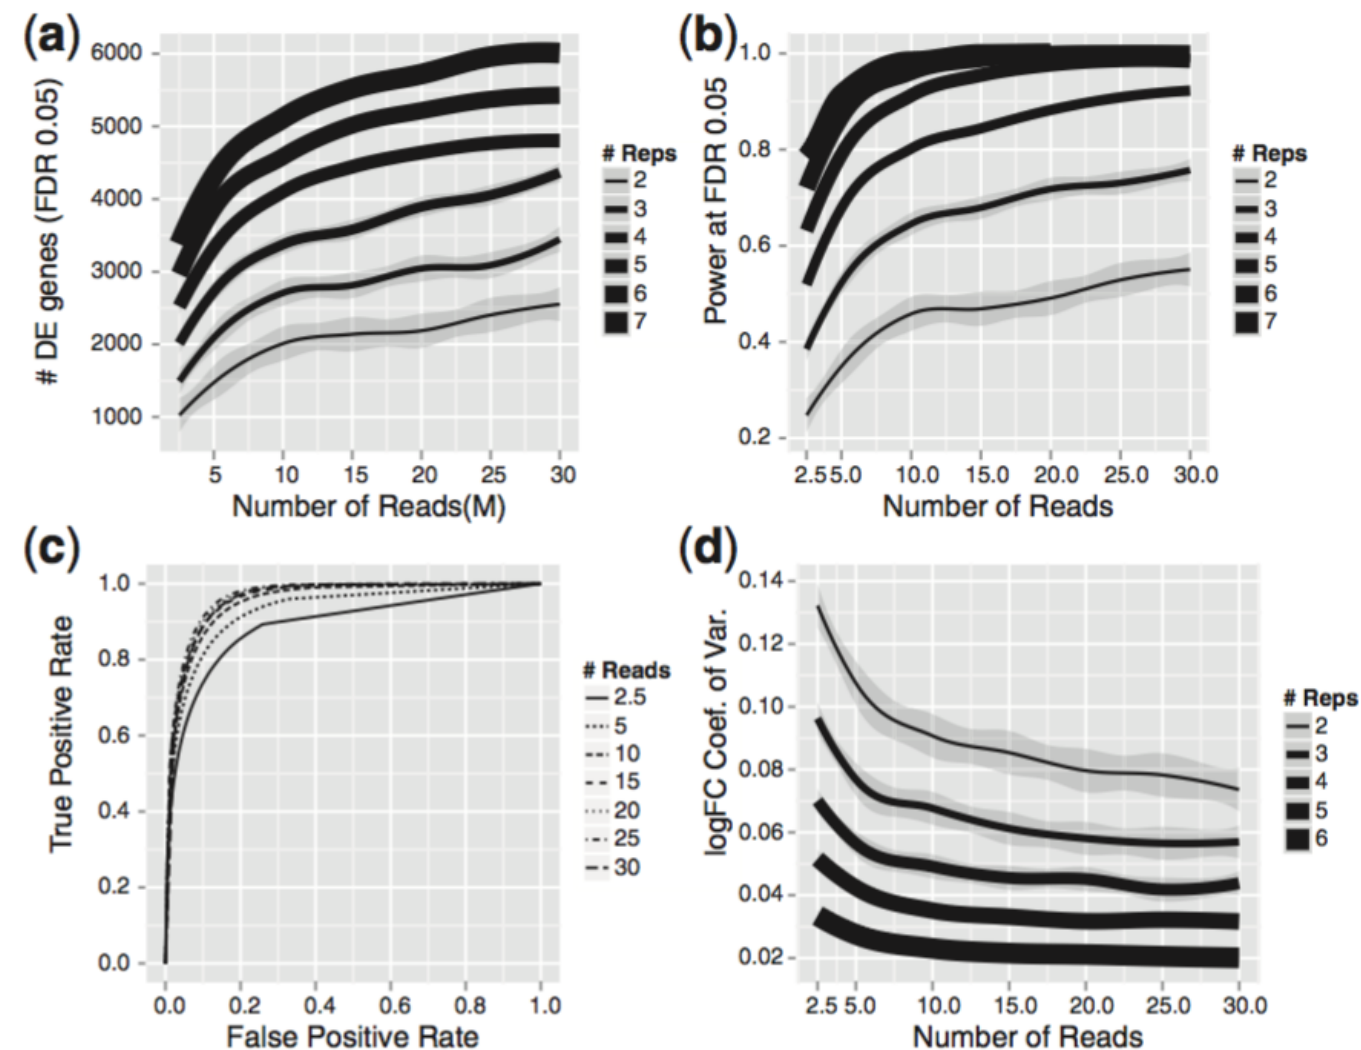 (a)
# DE genes (FDR 0.05)
6000
5000
4000
3000
2000
1000
5 10 15 20 25 30
Number of Reads(M)
# Reps
2
3
4
5
6
7
(b)
Power at FDR 0.05
1.0
0.8
0.6
0.4
0.2
2.5 5.0 10.0 15.0 20.0 25.0 30.0
Number of Reads
# Reps
2
3
4
5
6
7
(c)
True Positive Rate
1.0
0.8
0.6
0.4
0.2
0.0
0.0 0.2 0.4 0.6 0.8 1.0
False Positive Rate
# Reads
2.5
5
10
15
20
25
30
(d)
logFC Coef. of Var.
0.14
0.12
0.10
0.08
0.06
0.04
0.02
2.5 5.0 10.0 15.0 20.0 25.0 30.0
Number of Reads
# Reps
2
3
4
5
6